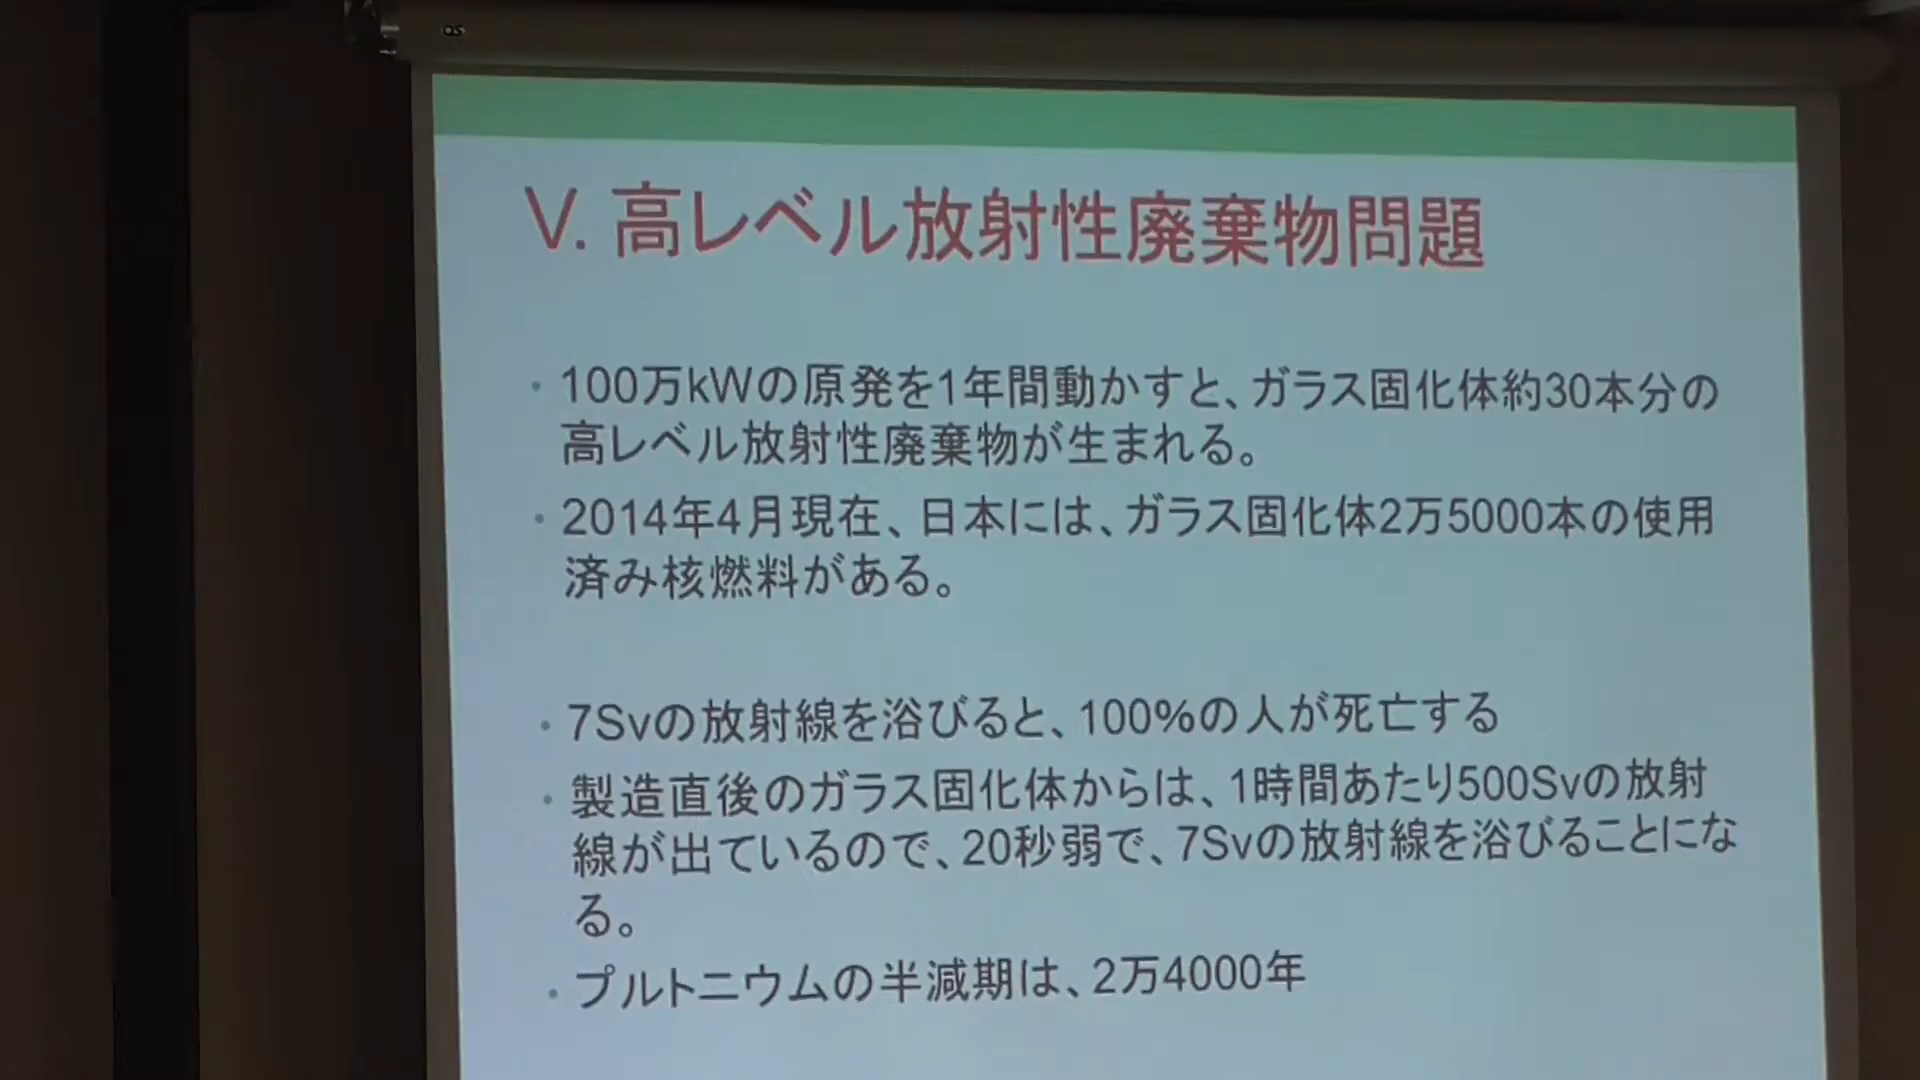 V. 高レベル放射性廃棄物問題
・100万kWの原発を1年間動かすと、ガラス固化体約30本分の
高レベル放射性廃棄物が生まれる。
・2014年4月現在、日本には、ガラス固化体2万5000本の使用
済み核燃料がある。
・7Svの放射線を浴びると、100%の人が死亡する
・製造直後のガラス固化体からは、1時間あたり500Svの放射
線が出ているので、20秒弱で、7Svの放射線を浴びることにな
る。
・プルトニウムの半減期は、2万4000年